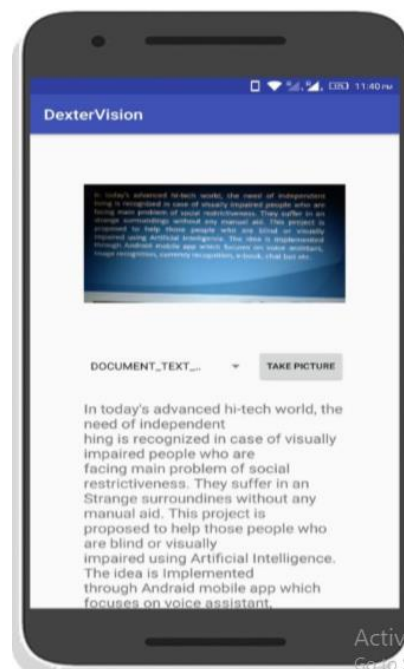 11:40 PM
DexterVision
In today's advanced hi-tech world, the need of independent
hing is recognized in case of visually impaired people who are
facing main problem of social restrictiveness. They suffer in an
strange surroundings without any manual aid. This project is
proposed to help those people who are blind or visually
impaired using Artificial Intelligence. The idea is implemented
through Android mobile app which focuses on voice assistant,
image recognition, currency recognition, e-book, chat bot etc.
DOCUMENT_TEXT_..
TAKE PICTURE
In today's advanced hi-tech world, the
need of independent
hing is recognized in case of visually
impaired people who are
facing main problem of social
restrictiveness. They suffer in an
Strange surroundines without any
manual aid. This project is
proposed to help those people who
are blind or visually
impaired using Artificial Intelligence.
The idea is Implemented
through Andraid mobile app which
focuses on voice assistant,
Activ
Go to